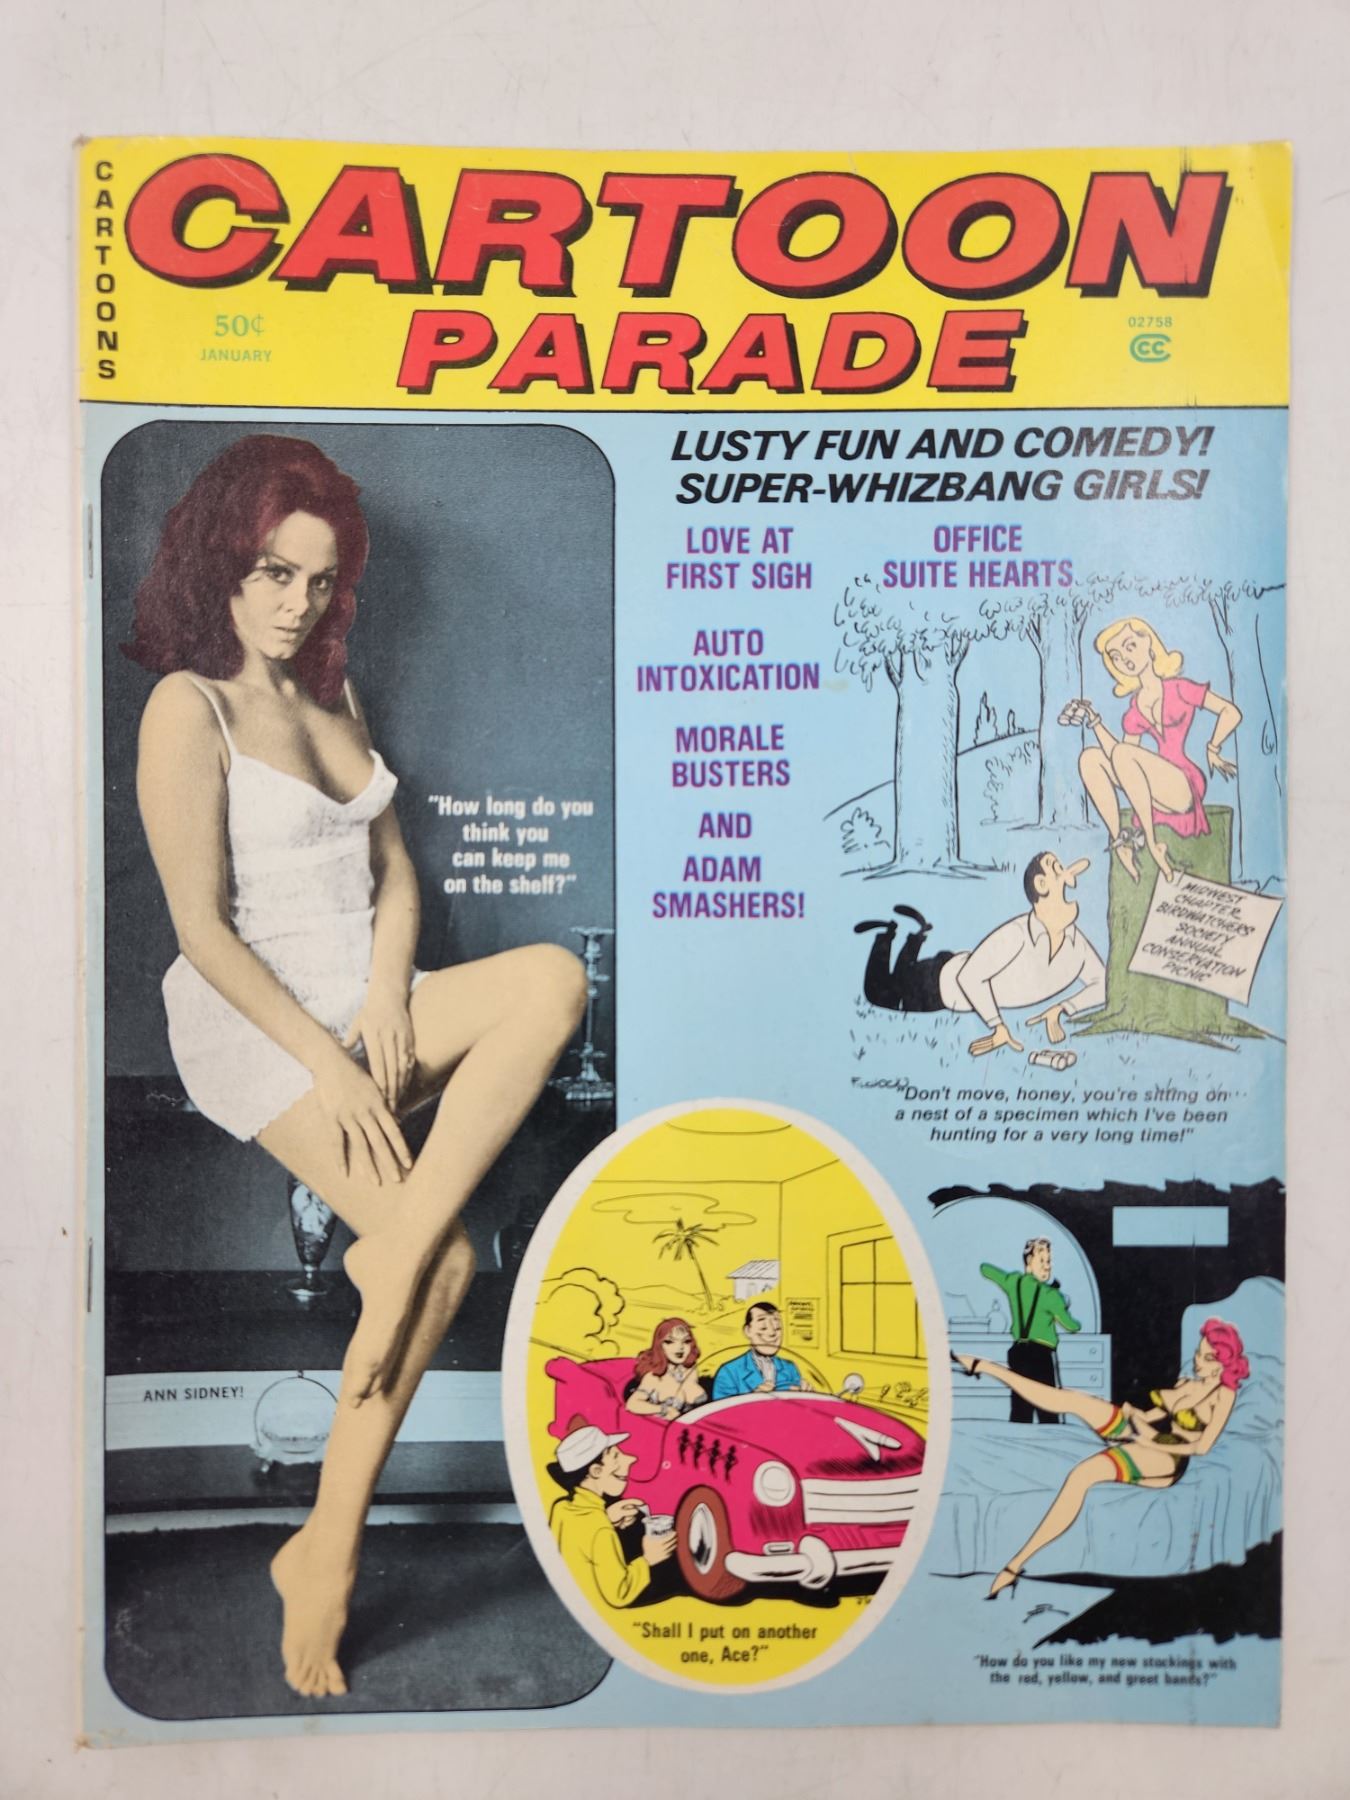 CARTOONS
CARTOON
PARADE
50¢
JANUARY
02758
CC
LUSTY FUN AND COMEDY!
SUPER-WHIZBANG GIRLS!
LOVE AT
FIRST SIGH
OFFICE
SUITE HEARTS
AUTO
INTOXICATION
MORALE
BUSTERS
AND
ADAM
SMASHERS!
"How long do you
think you
can keep me
on the shelf?"
ANN SIDNEY!
MIDWEST
CHAPTER
BIRDWATCHERS
SOCIETY
ANNUAL
CONSERVATION
PICNIC
"Don't move, honey, you're sitting on
a nest of a specimen which I've been
hunting for a very long time!"
"Shall I put on another
one, Ace?"
"How do you like my new stockings with
the red, yellow, and greet bands?"